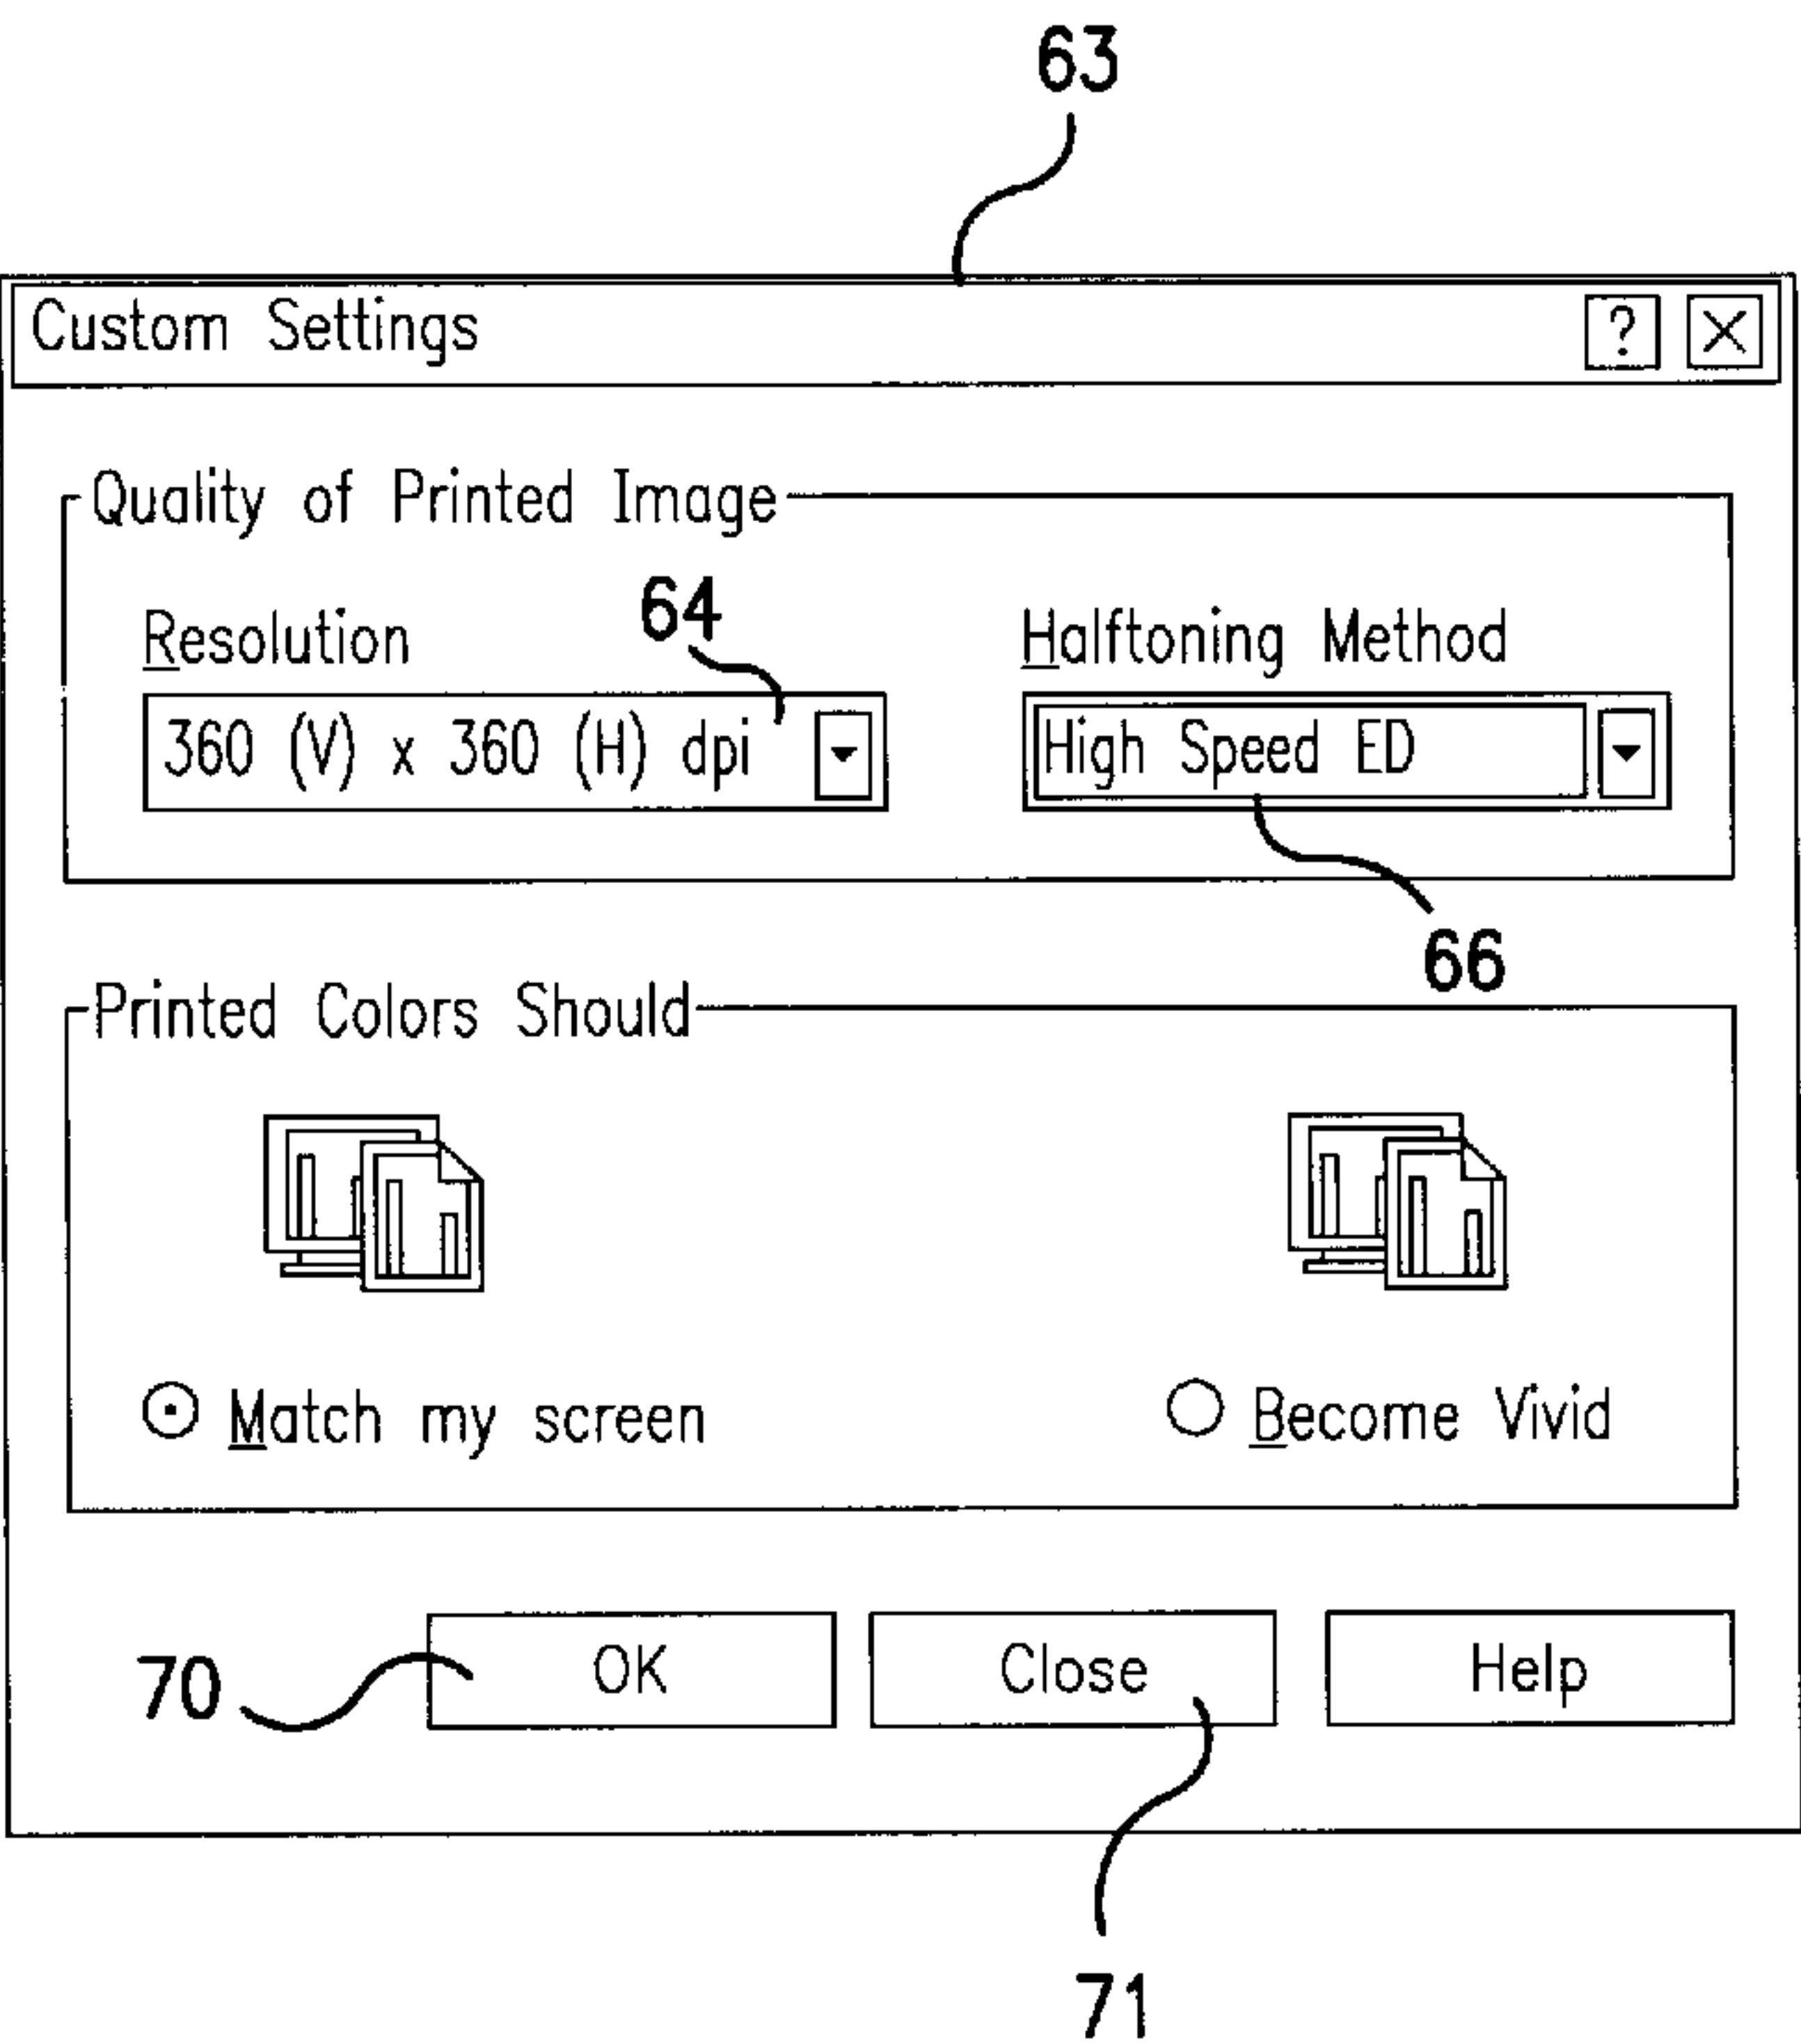 63
Custom Settings ? X
Quality of Printed Image
64
Resolution Halftoning Method
360 (V) x 360 (H) dpi High Speed ED
66
Printed Colors Should
Match my screen Become Vivid
70 OK Close Help
71